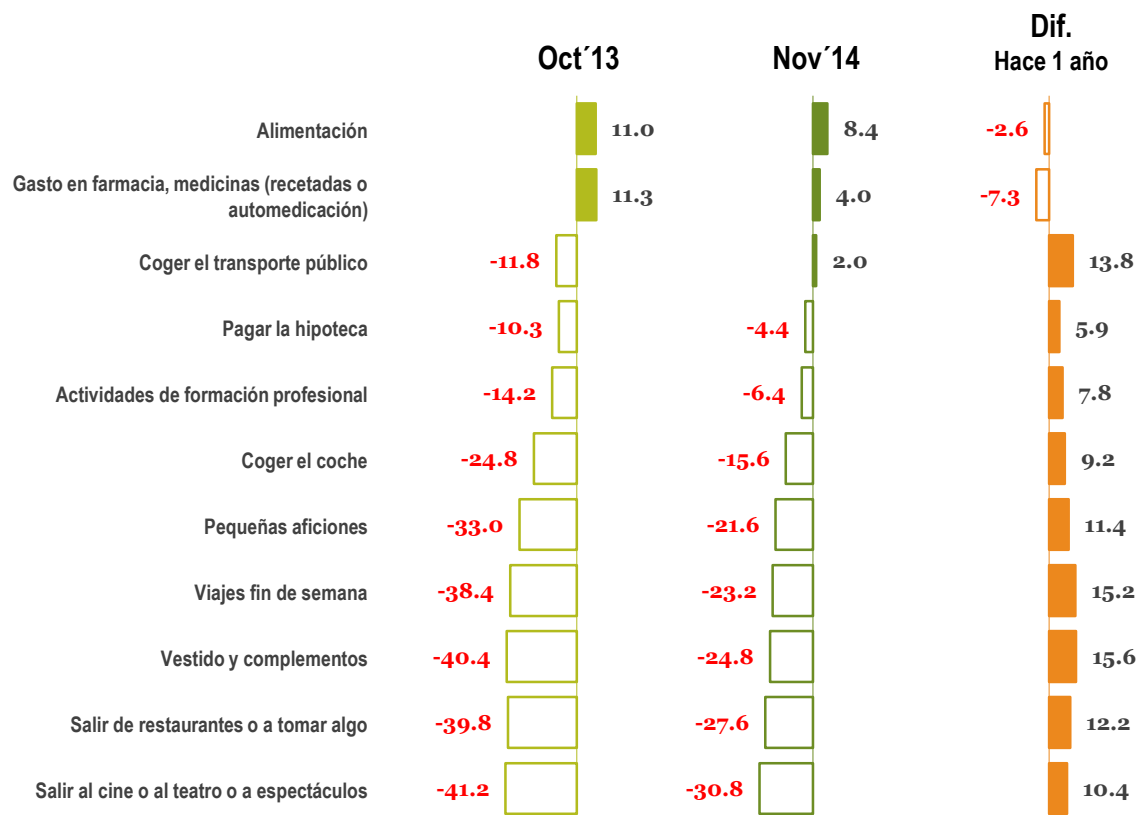 Oct´13 Nov´14 Dif.
Hace 1 año
Alimentación 11.0 8.4 -2.6
Gasto en farmacia, medicinas (recetadas o
automedicación) 11.3 4.0 -7.3
Coger el transporte público -11.8 2.0 13.8
Pagar la hipoteca -10.3 -4.4 5.9
Actividades de formación profesional -14.2 -6.4 7.8
Coger el coche -24.8 -15.6 9.2
Pequeñas aficiones -33.0 -21.6 11.4
Viajes fin de semana -38.4 -23.2 15.2
Vestido y complementos -40.4 -24.8 15.6
Salir de restaurantes o a tomar algo -39.8 -27.6 12.2
Salir al cine o al teatro o a espectáculos -41.2 -30.8 10.4